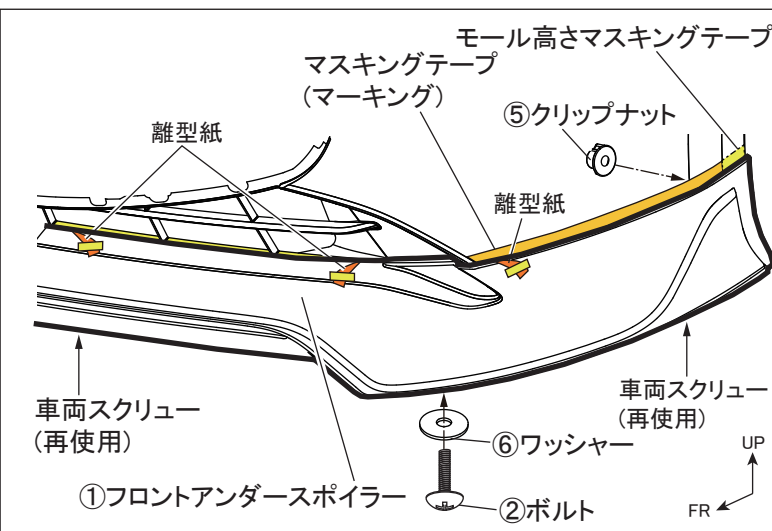 モール高さマスキングテープ
マスキングテープ
(マーキング)
⑤クリップナット
離型紙
離型紙
車両スクリュー
(再使用)
車両スクリュー
(再使用)
⑥ワッシャー
①フロントアンダースポイラー
②ボルト
UP
FR